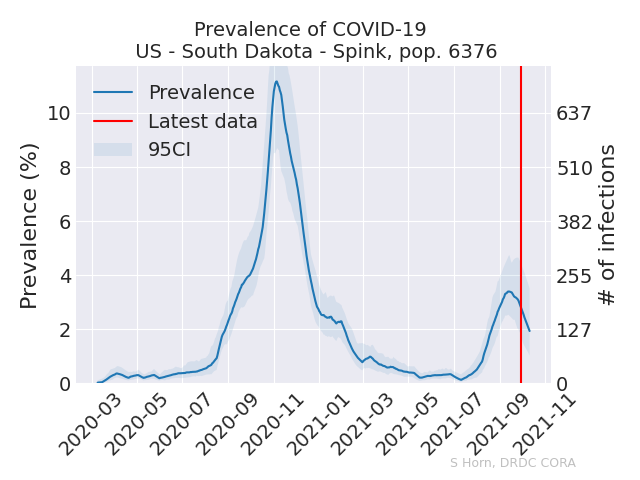 Prevalence of COVID-19
US - South Dakota - Spink, pop. 6376
Prevalence
Latest data
95CI
Prevalence (%)
10
8
6
4
2
0
637
510
382
255
127
0
# of infections
2020-03
2020-05
2020-07
2020-09
2020-11
2021-01
2021-03
2021-05
2021-07
2021-09
2021-11
S Horn, DRDC CORA